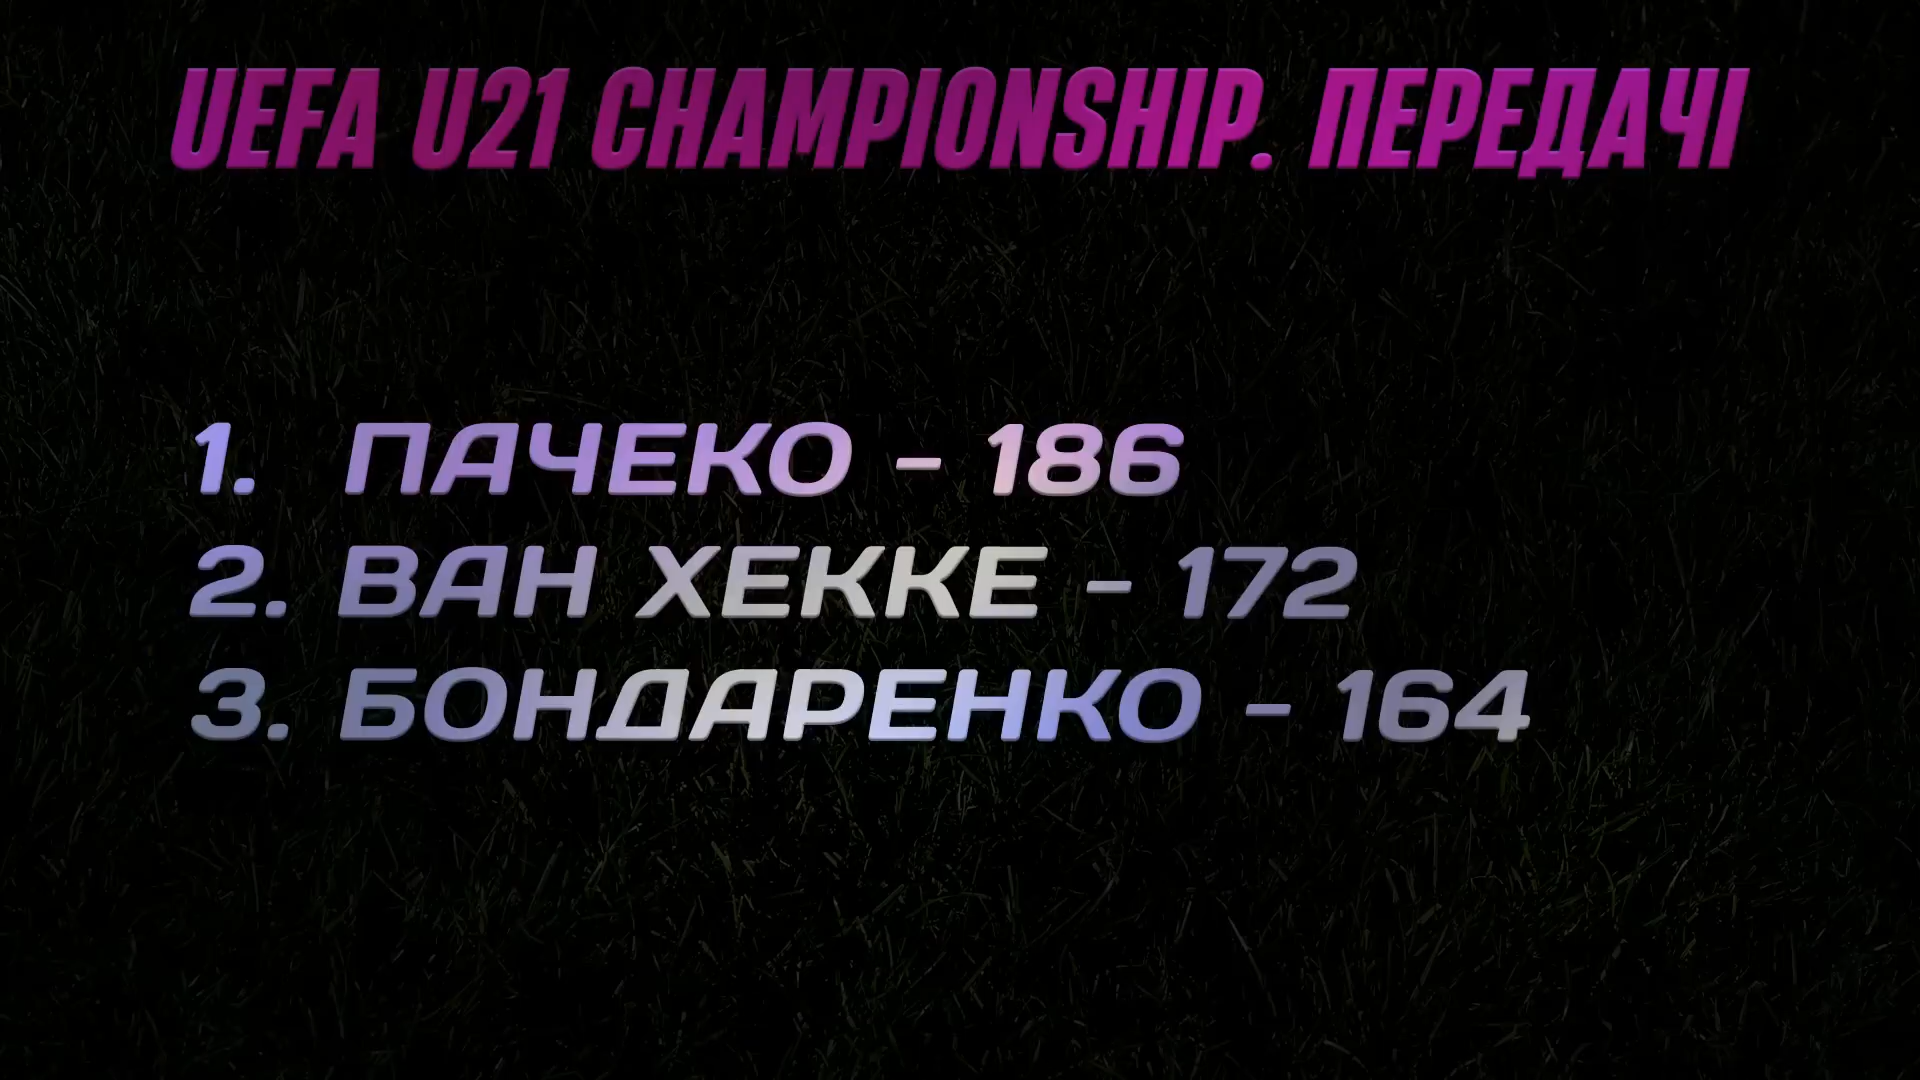 UEFA U21 CHAMPIONSHIP. ПЕРЕДАЧІ
1. ПАЧЕКО - 186
2. ВАН ХЕККЕ - 172
3. БОНДАРЕНКО - 164